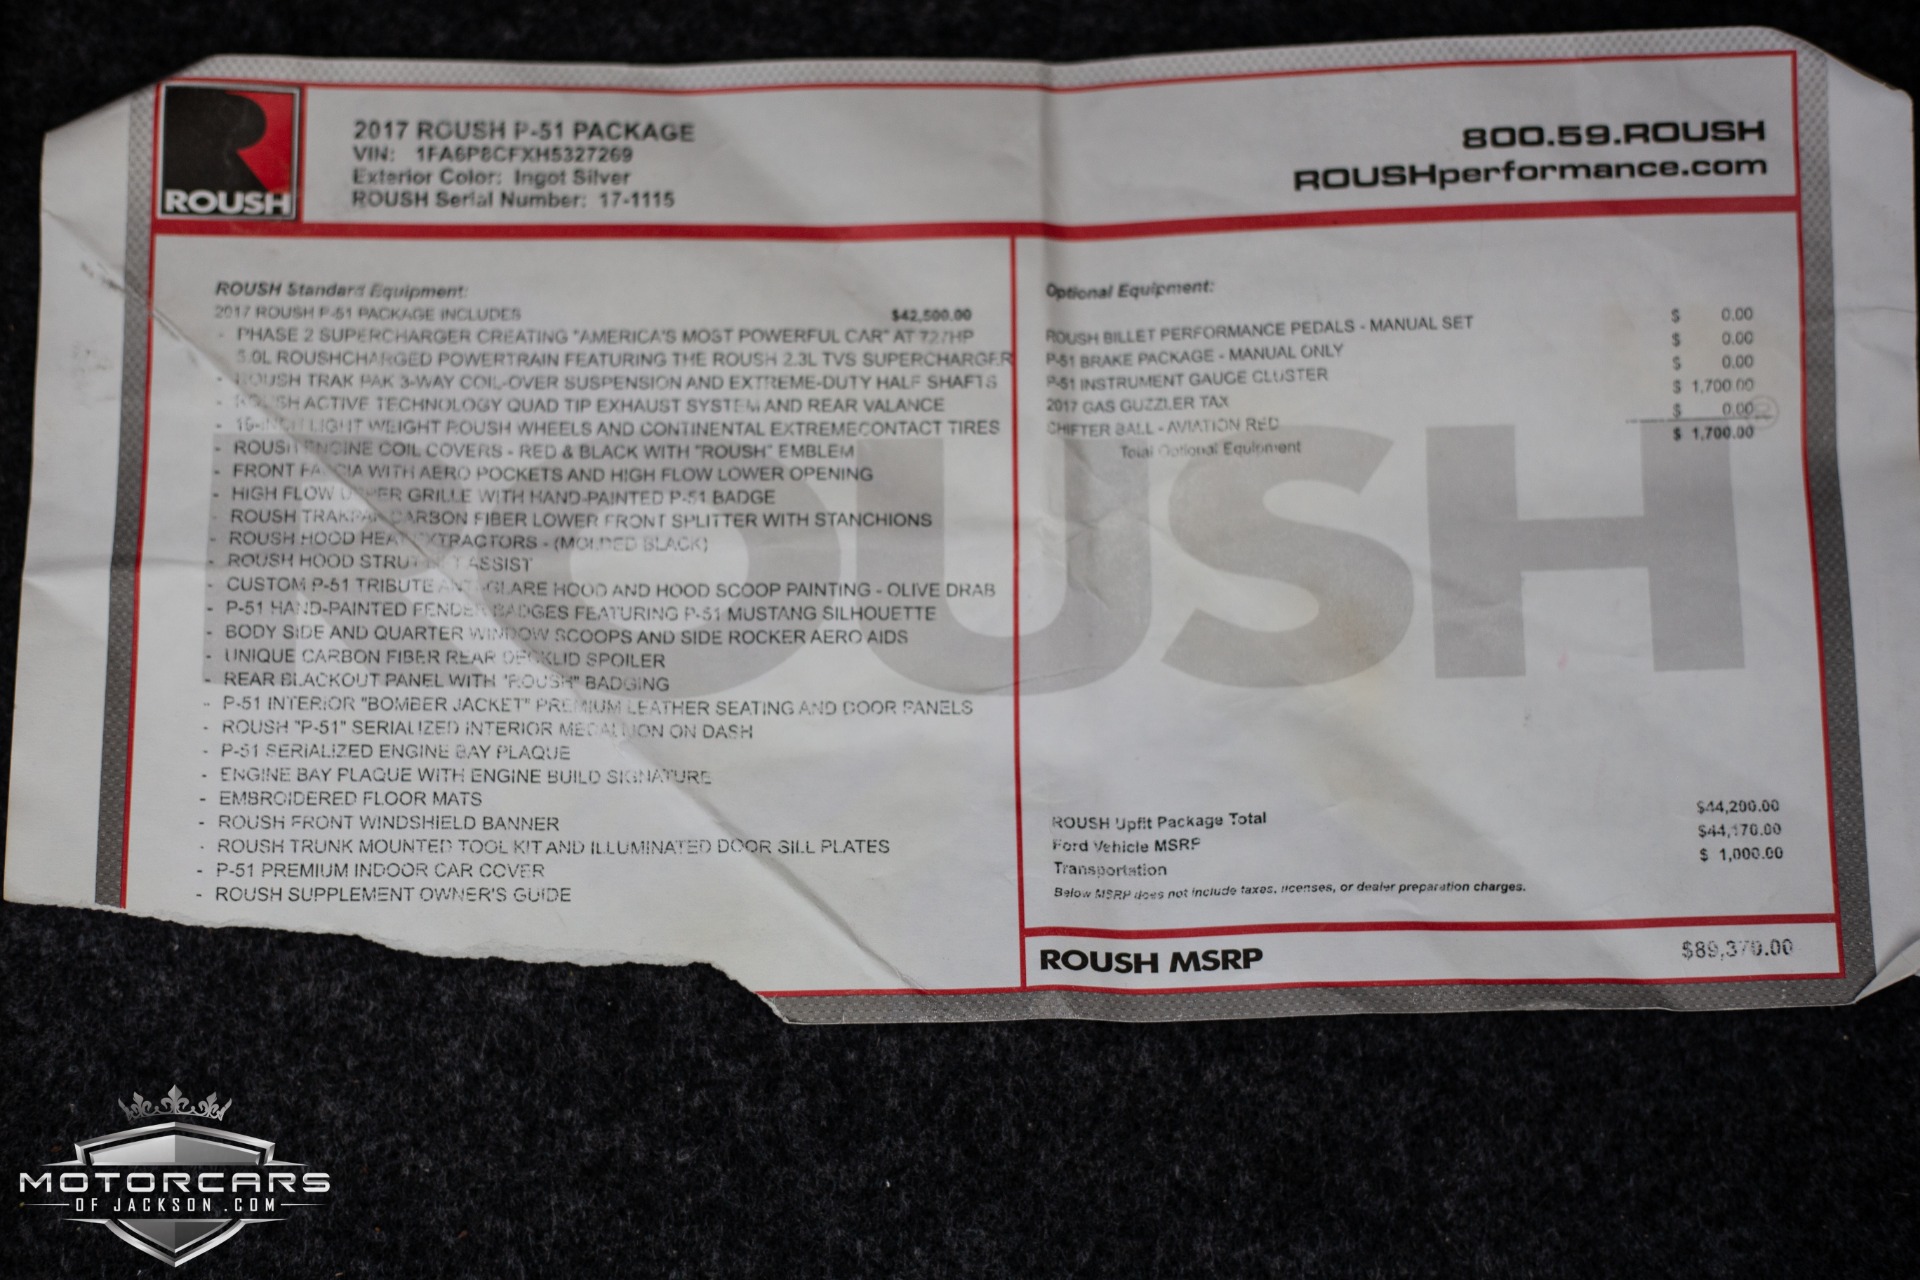 ROUSH
2017 ROUSH P-51 PACKAGE
VIN: 1FA6P8CFXH5327269
Exterior Color: Ingot Silver
ROUSH Serial Number: 17-1115
800.59.ROUSH
ROUSHperformance.com
ROUSH Standard Equipment:
2017 ROUSH P-51 PACKAGE INCLUDES $42,500.00
- PHASE 2 SUPERCHARGER CREATING "AMERICA'S MOST POWERFUL CAR" AT 727HP
5.0L ROUSHCHARGED POWERTRAIN FEATURING THE ROUSH 2.3L TVS SUPERCHARGER
- ROUSH TRAK PAK 3-WAY COIL-OVER SUSPENSION AND EXTREME-DUTY HALF SHAFTS
- ROUSH ACTIVE TECHNOLOGY QUAD TIP EXHAUST SYSTEM AND REAR VALANCE
- LIGHT WEIGHT ROUSH WHEELS AND CONTINENTAL EXTREMECONTACT TIRES
- ROUSH ENGINE COIL COVERS - RED & BLACK WITH "ROUSH" EMBLEM
- FRONT FASCIA WITH AERO POCKETS AND HIGH FLOW LOWER OPENING
- HIGH FLOW UPPER GRILLE WITH HAND-PAINTED P-51 BADGE
- ROUSH TRAKPAK CARBON FIBER LOWER FRONT SPLITTER WITH STANCHIONS
- ROUSH HOOD HEAT EXTRACTORS - (MOLDED BLACK)
- ROUSH HOOD STRUT ASSIST
- CUSTOM P-51 TRIBUTE ANTI-GLARE HOOD AND HOOD SCOOP PAINTING - OLIVE DRAB
- P-51 HAND-PAINTED FENDER BADGES FEATURING P-51 MUSTANG SILHOUETTE
- BODY SIDE AND QUARTER WINDOW SCOOPS AND SIDE ROCKER AERO AIDS
- UNIQUE CARBON FIBER REAR DECKLID SPOILER
- REAR BLACKOUT PANEL WITH "ROUSH" BADGING
- P-51 INTERIOR "BOMBER JACKET" PREMIUM LEATHER SEATING AND DOOR PANELS
- ROUSH "P-51" SERIALIZED INTERIOR MEDALLION ON DASH
- P-51 SERIALIZED ENGINE BAY PLAQUE
- ENGINE BAY PLAQUE WITH ENGINE BUILD SIGNATURE
- EMBROIDERED FLOOR MATS
- ROUSH FRONT WINDSHIELD BANNER
- ROUSH TRUNK MOUNTED TOOL KIT AND ILLUMINATED DOOR SILL PLATES
- P-51 PREMIUM INDOOR CAR COVER
- ROUSH SUPPLEMENT OWNER'S GUIDE
Optional Equipment:
ROUSH BILLET PERFORMANCE PEDALS - MANUAL SET $ 0.00
P-51 BRAKE PACKAGE - MANUAL ONLY $ 0.00
P-51 INSTRUMENT GAUGE CLUSTER $ 0.00
2017 GAS GUZZLER TAX $ 1,700.00
SHIFTER BALL - AVIATION RED $ 0.00
Total Optional Equipment $ 1,700.00
ROUSH
ROUSH Upfit Package Total $44,200.00
Ford Vehicle MSRP $44,170.00
Transportation $ 1,000.00
Below MSRP does not include taxes, licenses, or dealer preparation charges.
ROUSH MSRP $89,370.00
MOTORCARS
OF JACKSON.COM